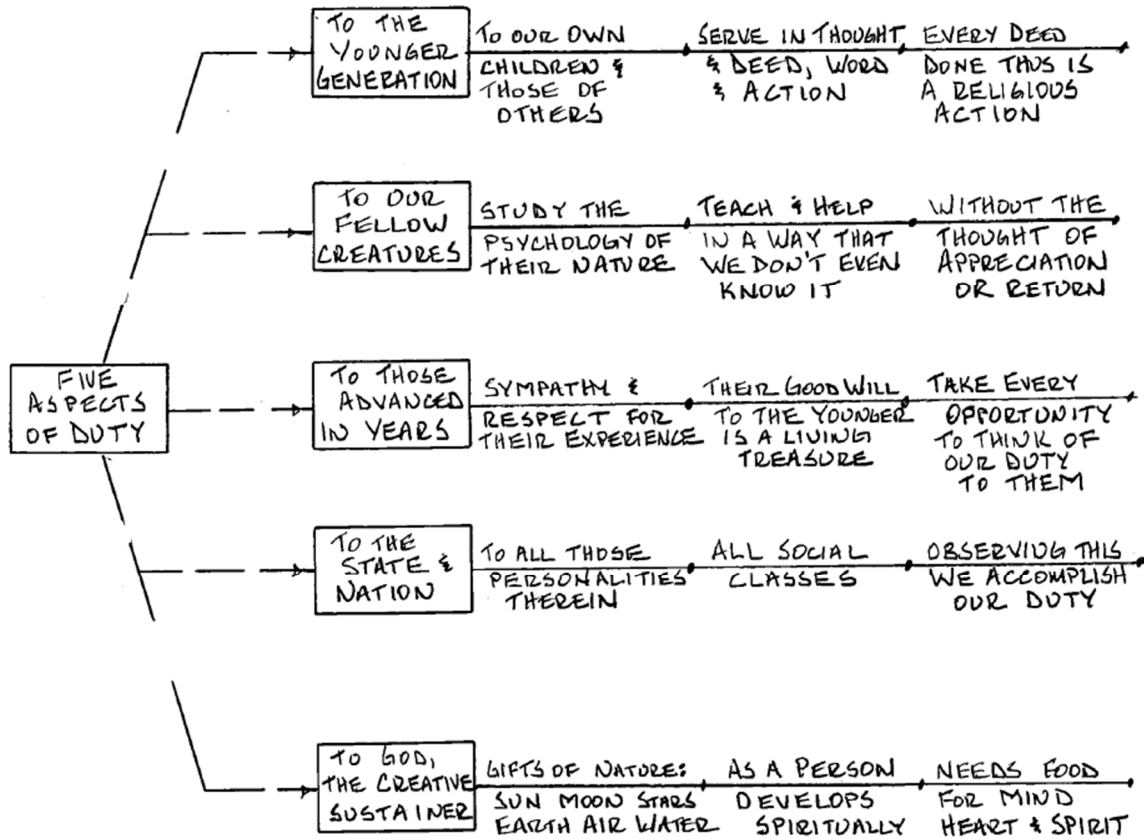 TO THE
YOUNGER
GENERATION
TO OUR OWN
CHILDREN &
THOSE OF
OTHERS
SERVE IN THOUGHT
& DEED, WORD
& ACTION
EVERY DEED
DONE THUS IS
A RELIGIOUS
ACTION
TO OUR
FELLOW
CREATURES
STUDY THE
PSYCHOLOGY OF
THEIR NATURE
TEACH & HELP
IN A WAY THAT
WE DON'T EVEN
KNOW IT
WITHOUT THE
THOUGHT OF
APPRECIATION
OR RETURN
FIVE
ASPECTS
OF DUTY
TO THOSE
ADVANCED
IN YEARS
SYMPATHY &
RESPECT FOR
THEIR EXPERIENCE
THEIR GOOD WILL
TO THE YOUNGER
IS A LIVING
TREASURE
TAKE EVERY
OPPORTUNITY
TO THINK OF
OUR DUTY
TO THEM
TO THE
STATE &
NATION
TO ALL THOSE
PERSONALITIES
THEREIN
ALL SOCIAL
CLASSES
OBSERVING THIS
WE ACCOMPLISH
OUR DUTY
TO GOD,
THE CREATIVE
SUSTAINER
GIFTS OF NATURE:
SUN MOON STARS
EARTH AIR WATER
AS A PERSON
DEVELOPS
SPIRITUALLY
NEEDS FOOD
FOR MIND
HEART & SPIRIT